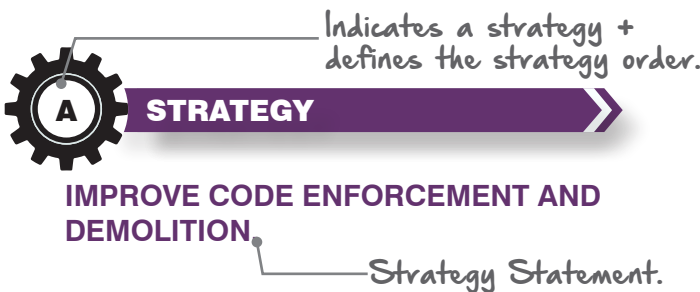 Indicates a strategy +
defines the strategy order.
A STRATEGY
IMPROVE CODE ENFORCEMENT AND
DEMOLITION.
Strategy Statement.